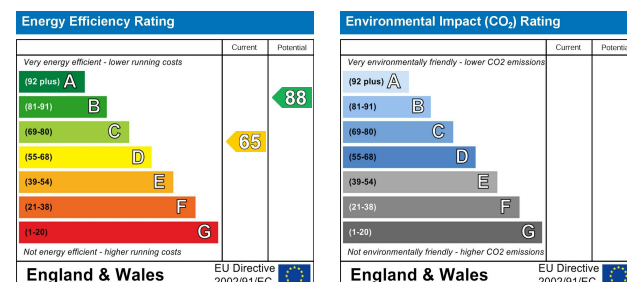 Energy Efficiency Rating
Current Potential
Very energy efficient - lower running costs
(92 plus) A
(81-91) B
88
(69-80) C
65
(55-68) D
(39-54) E
(21-38) F
(1-20) G
Not energy efficient - higher running costs
England & Wales
EU Directive
2002/91/EC
Environmental Impact (CO2) Rating
Current Potentia
Very environmentally friendly - lower CO2 emissions
(92 plus) A
(81-91) B
(69-80) C
(55-68) D
(39-54) E
(21-38) F
(1-20) G
Not environmentally friendly - higher CO2 emissions
England & Wales
EU Directive
2002/91/EC